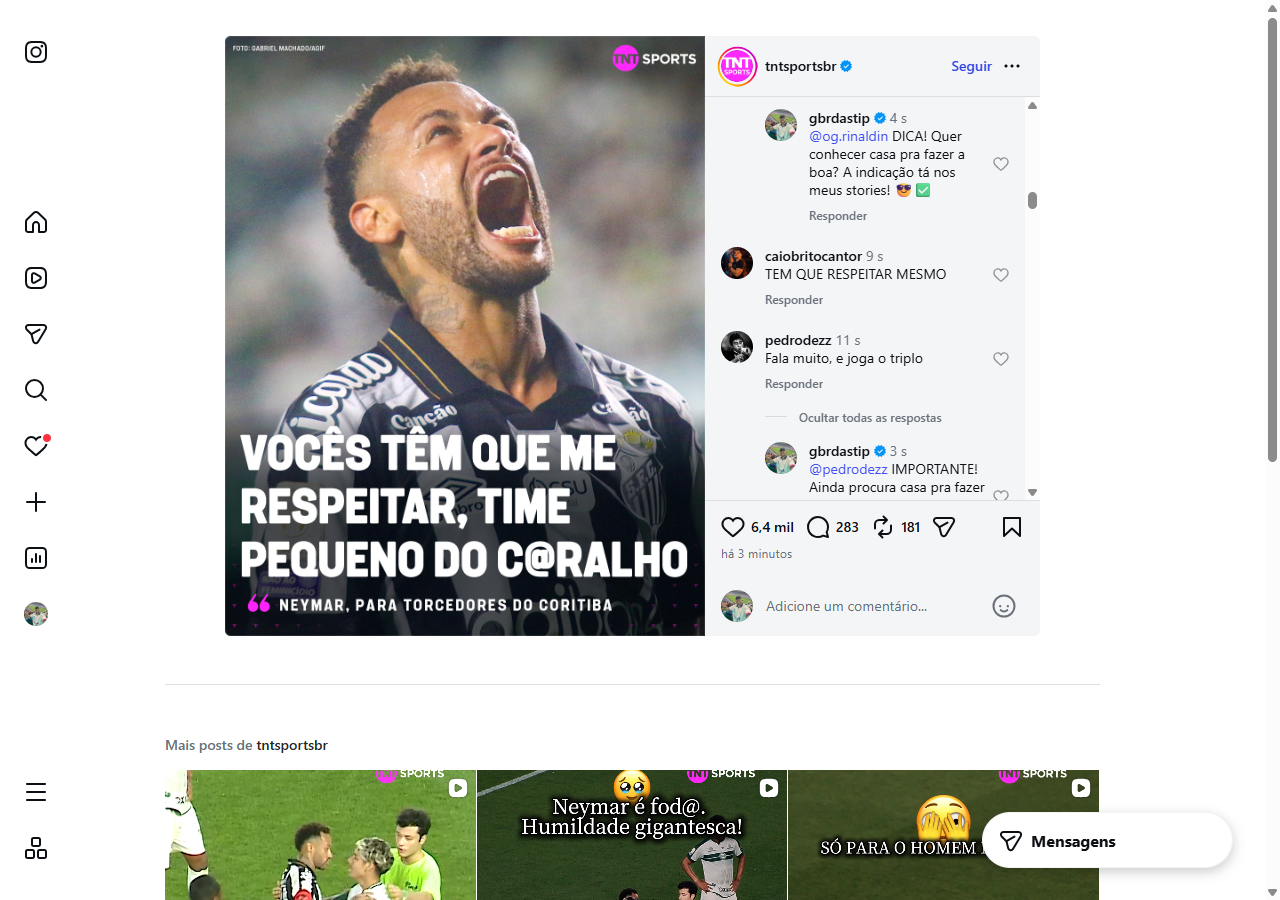 FOTO: GABRIEL MACHADO/AGIF
TNT SPORTS
VOCÊS TÊM QUE ME
RESPEITAR, TIME
PEQUENO DO C@RALHO
NEYMAR, PARA TORCEDORES DO CORITIBA
TNT SPORTS
tntsportsbr
Seguir
gbrdastip 4 s
@og.rinaldin DICA! Quer
conhecer casa pra fazer a
boa? A indicação tá nos
meus stories! 😎 ✅
Responder
caiobritocantor 9 s
TEM QUE RESPEITAR MESMO
Responder
pedrodezz 11 s
Fala muito, e joga o triplo
Responder
Ocultar todas as respostas
gbrdastip 3 s
@pedrodezz IMPORTANTE!
Ainda procura casa pra fazer
6,4 mil 283 181
há 3 minutos
Adicione um comentário...
Mais posts de tntsportsbr
TNT SPORTS
TNT SPORTS
Neymar é fod@.
Humildade gigantesca!
TNT SPORTS
SÓ PARA O HOMEM
Mensagens